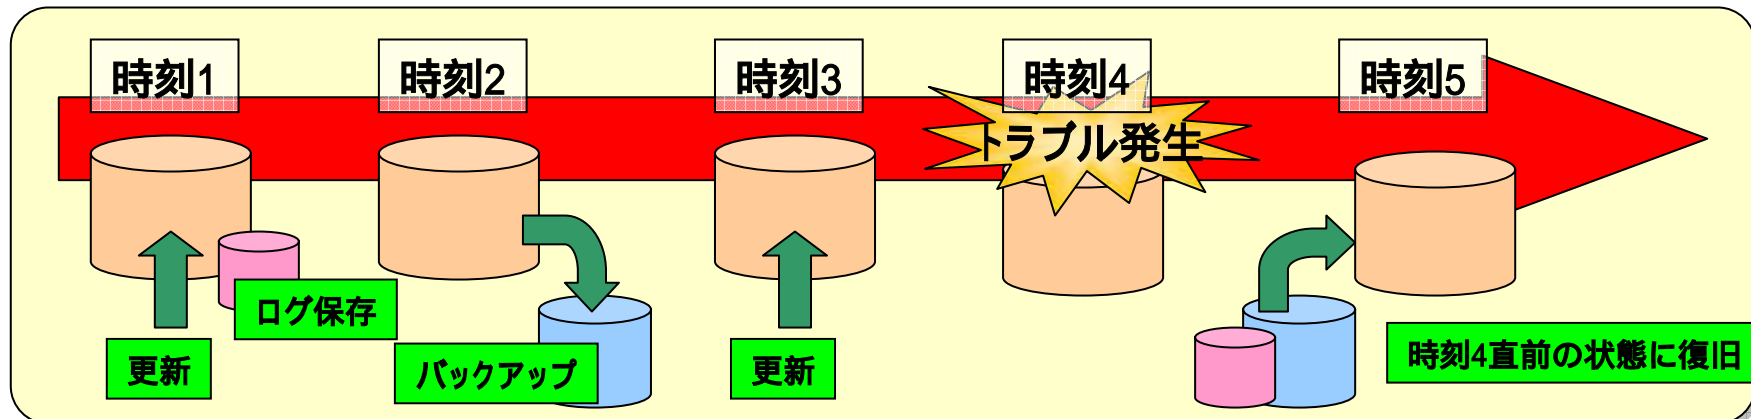 時刻1
時刻2
時刻3
時刻4
時刻5
トラブル発生
ログ保存
更新
バックアップ
更新
時刻4直前の状態に復旧